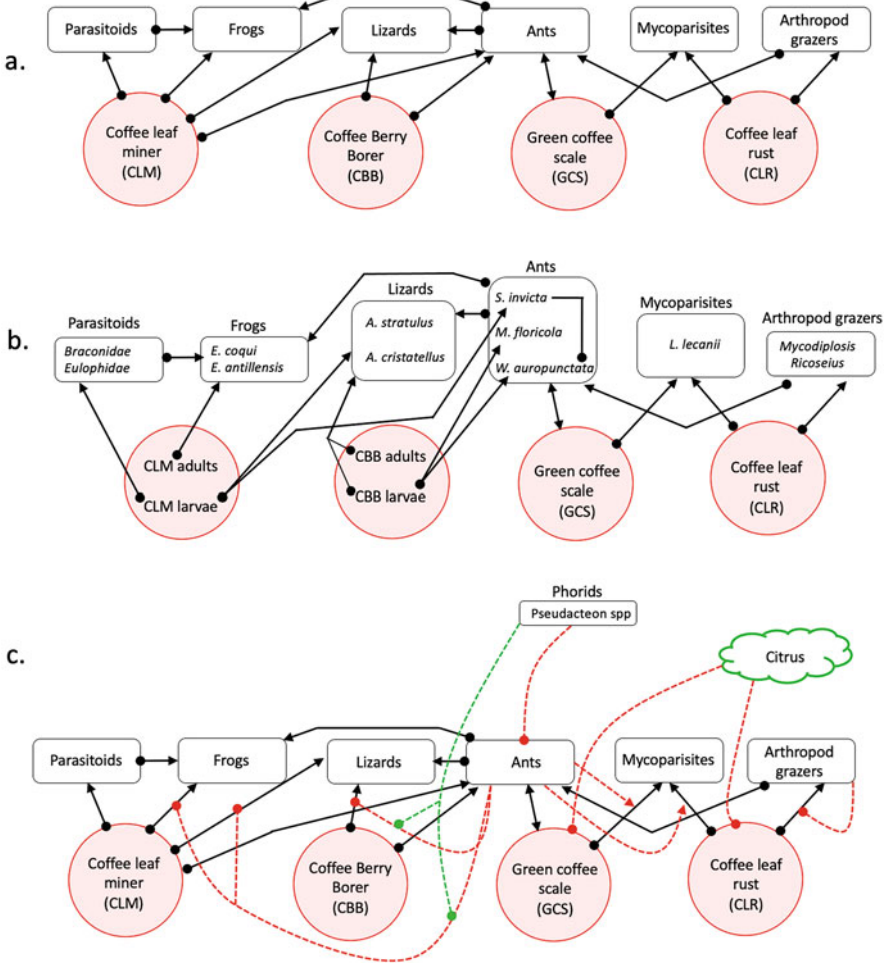 a.
Parasitoids
Frogs
Lizards
Ants
Mycoparisites
Arthropod
grazers
Coffee leaf
miner
(CLM)
Coffee Berry
Borer
(CBB)
Green coffee
scale
(GCS)
Coffee leaf
rust
(CLR)
b.
Parasitoids
Braconidae
Eulophidae
Frogs
E. coqui
E. antillensis
Lizards
A. stratulus
A. cristatellus
Ants
S. invicta
M. floricola
W. auropunctata
Mycoparisites
L. lecanii
Arthropod grazers
Mycodiplosis
Ricoseius
CLM adults
CLM larvae
CBB adults
CBB larvae
Green coffee
scale
(GCS)
Coffee leaf
rust
(CLR)
c.
Phorids
Pseudacteon spp
Citrus
Parasitoids
Frogs
Lizards
Ants
Mycoparisites
Arthropod
grazers
Coffee leaf
miner
(CLM)
Coffee Berry
Borer
(CBB)
Green coffee
scale
(GCS)
Coffee leaf
rust
(CLR)